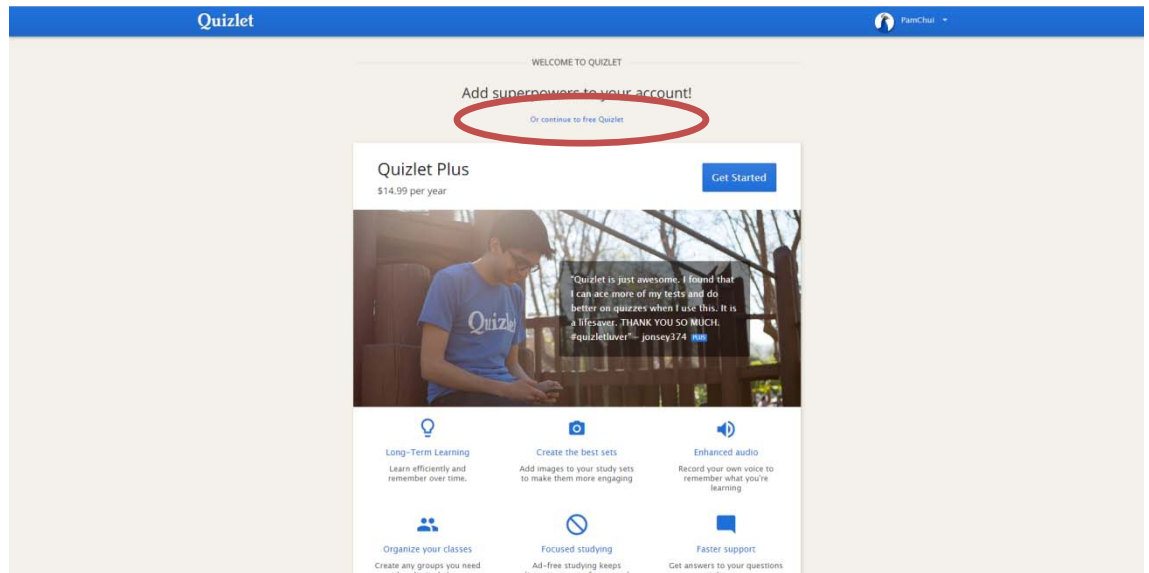 Quizlet
PamChui
WELCOME TO QUIZLET
Add superpowers to your account!
Or continue to free Quizlet
Quizlet Plus
$14.99 per year
Get Started
Quizlet
"Quizlet is just awesome. I found that
I can ace more of my tests and do
better on quizzes when I use this. It is
a lifesaver. THANK YOU SO MUCH.
#quizletluver" — jonsey374 PLUS
Long-Term Learning
Learn efficiently and
remember over time.
Create the best sets
Add images to your study sets
to make them more engaging
Enhanced audio
Record your own voice to
remember what you're
learning
Organize your classes
Create any groups you need
Focused studying
Ad-free studying keeps
Faster support
Get answers to your questions